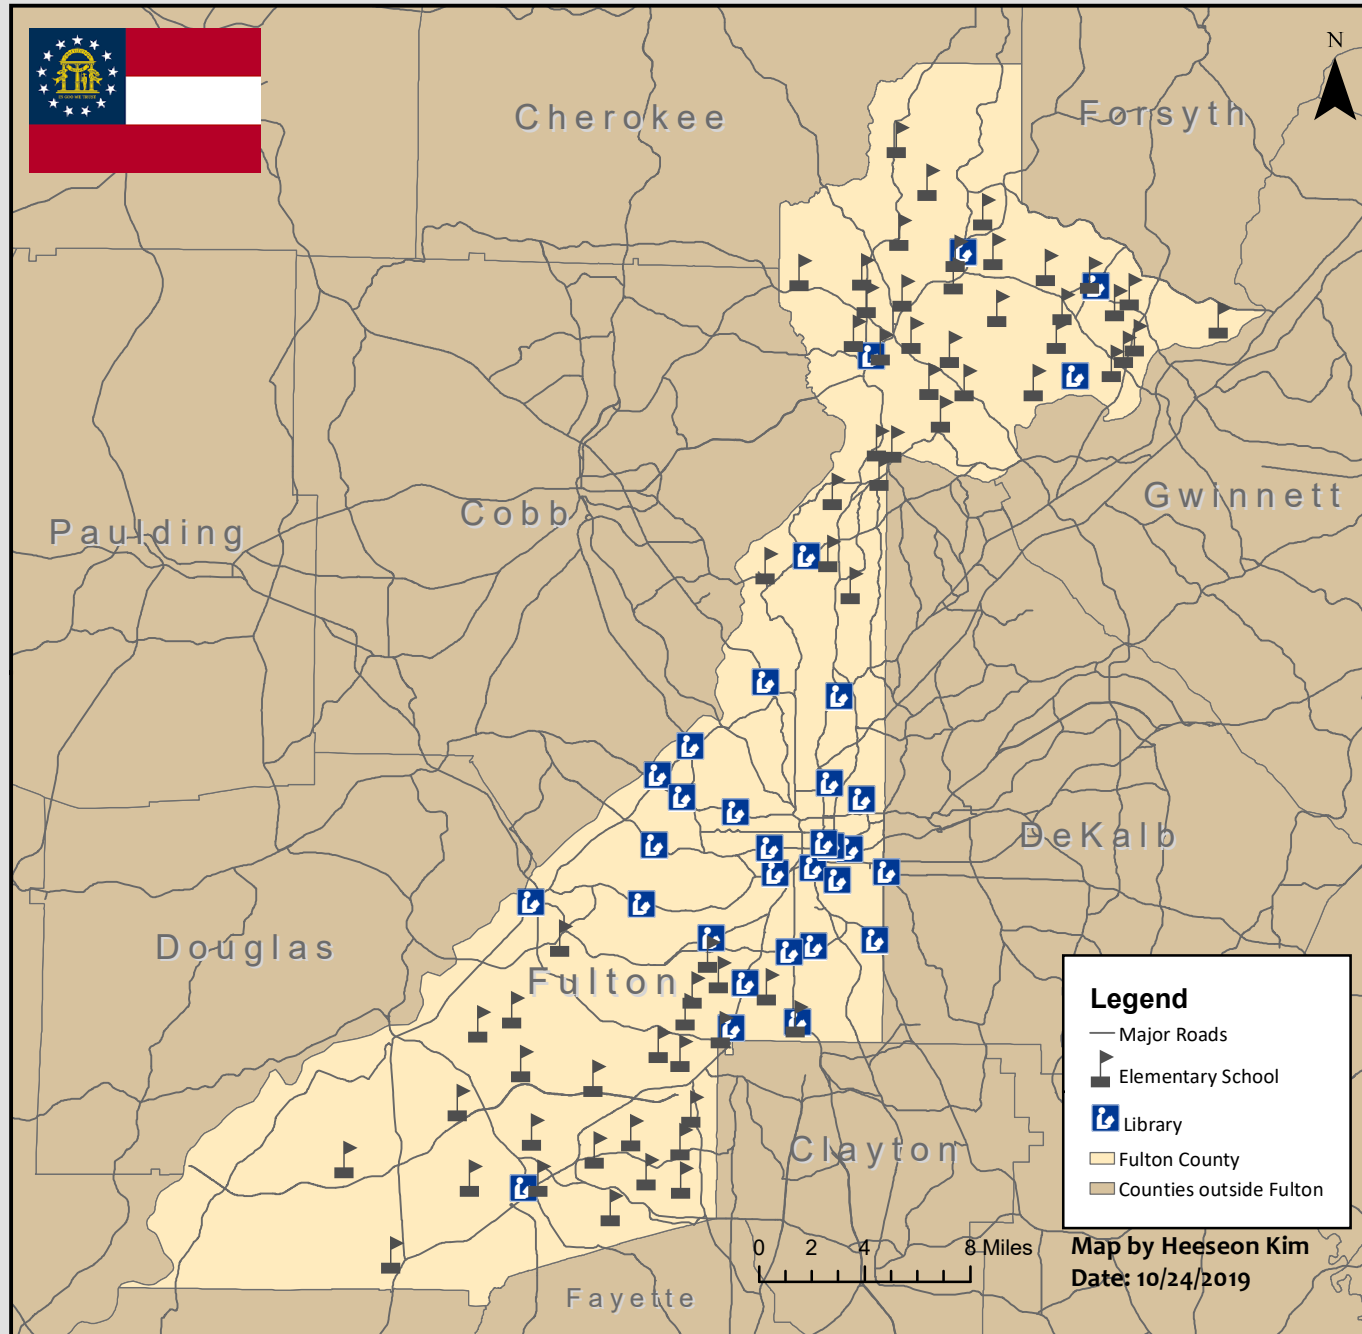 N
Cherokee
Forsyth
Gwinnett
Cobb
Paulding
DeKalb
Douglas
Fulton
Clayton
Fayette
Legend
Major Roads
Elementary School
Library
Fulton County
Counties outside Fulton
0 2 4 8 Miles
Map by Heeseon Kim
Date: 10/24/2019